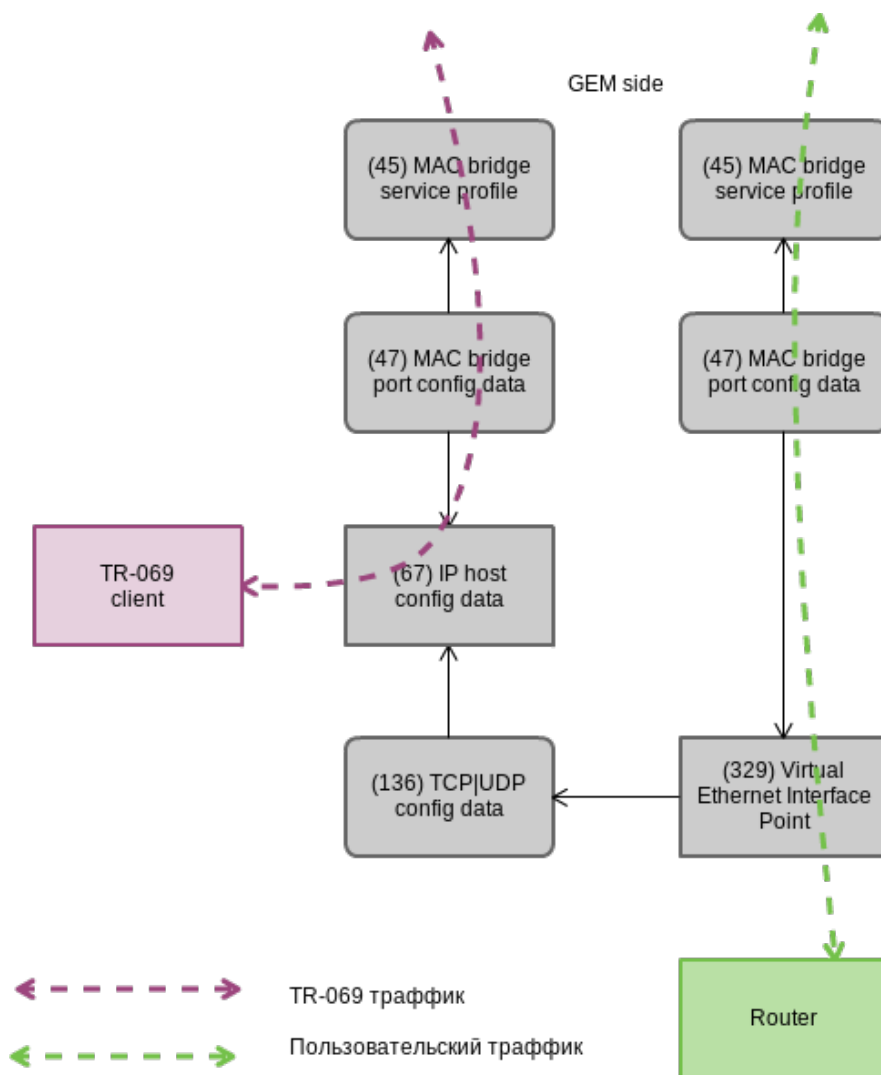 GEM side
(45) MAC bridge
service profile
(45) MAC bridge
service profile
(47) MAC bridge
port config data
(47) MAC bridge
port config data
TR-069
client
(67) IP host
config data
(136) TCP|UDP
config data
(329) Virtual
Ethernet Interface
Point
TR-069 траффик
Router
Пользовательский траффик